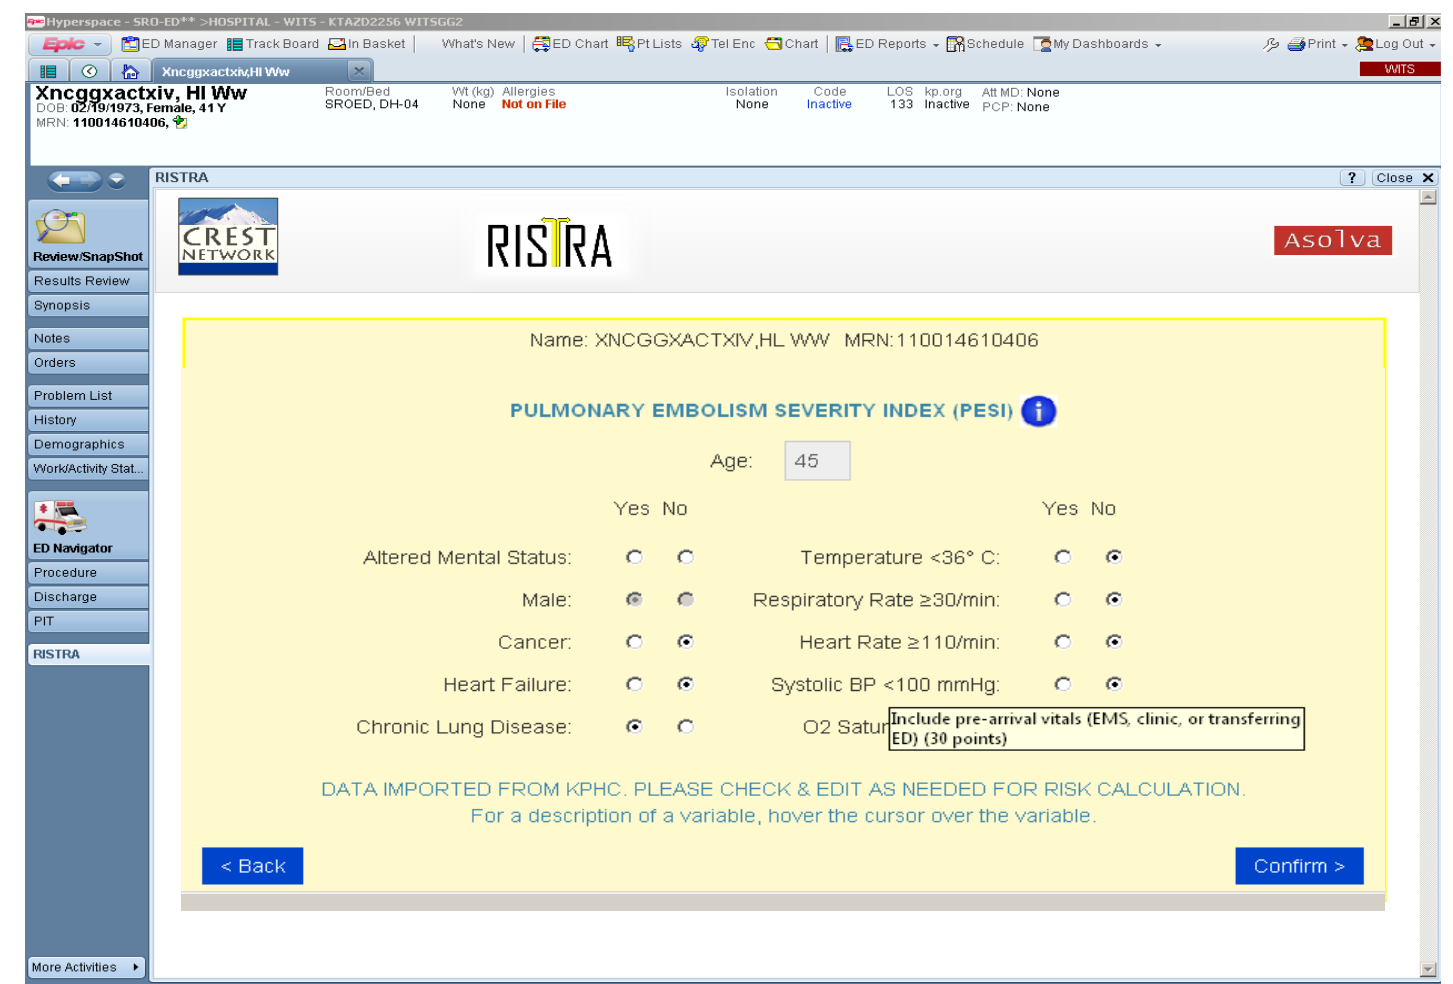 Epic Hyperspace - SRO-ED** >HOSPITAL - WITS - KTAZD2256 WITSGG2
Epic ED Manager Track Board In Basket What's New ED Chart Pt Lists Tel Enc Chart ED Reports Schedule My Dashboards Print Log Out
Xncggxactxiv,Hl Ww WITS
Xncggxactxiv, Hl Ww Room/Bed Wt (kg) Allergies Isolation Code LOS kp.org Att MD: None
DOB: 02/19/1973, Female, 41 Y SROED, DH-04 None Not on File None Inactive 133 Inactive PCP: None
MRN: 110014610406,
RISTRA ? Close X
CREST
NETWORK
RISTRA
Asolva
Review/SnapShot
Results Review
Synopsis
Notes
Orders
Problem List
History
Demographics
Work/Activity Stat...
ED Navigator
Procedure
Discharge
PIT
RISTRA
More Activities
Name: XNCGGXACTXIV,HL WW MRN:110014610406
PULMONARY EMBOLISM SEVERITY INDEX (PESI) i
Age: 45
Yes No Yes No
Altered Mental Status: Temperature <36° C:
Male: Respiratory Rate ≥30/min:
Cancer: Heart Rate ≥110/min:
Heart Failure: Systolic BP <100 mmHg:
Chronic Lung Disease: O2 Satur
Include pre-arrival vitals (EMS, clinic, or transferring
ED) (30 points)
DATA IMPORTED FROM KPHC. PLEASE CHECK & EDIT AS NEEDED FOR RISK CALCULATION.
For a description of a variable, hover the cursor over the variable.
< Back Confirm >